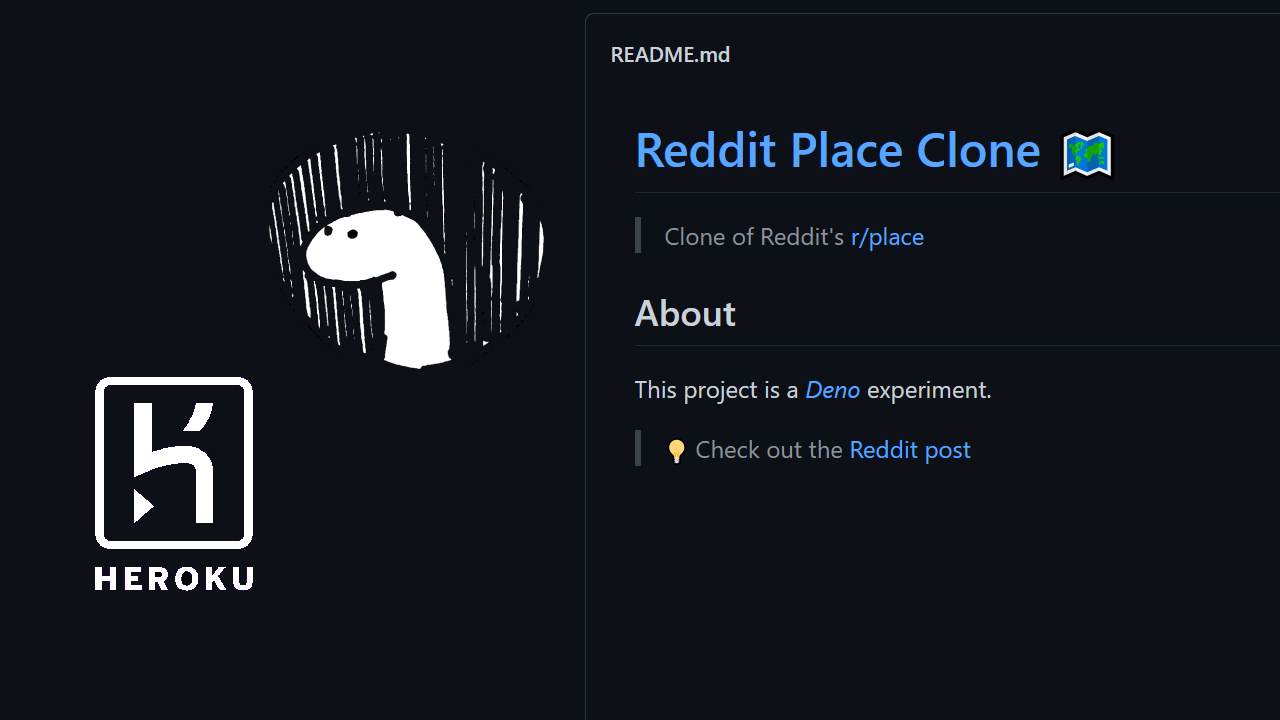 README.md
Reddit Place Clone 🗺️
Clone of Reddit's r/place
About
This project is a Deno experiment.
💡 Check out the Reddit post
HEROKU